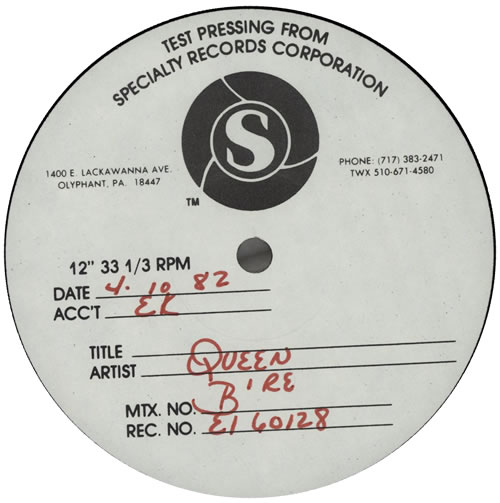 TEST PRESSING FROM
SPECIALTY RECORDS CORPORATION
S
1400 E. LACKAWANNA AVE.
OLYPHANT, PA. 18447
PHONE: (717) 383-2471
TWX 510-671-4580
TM
12" 33 1/3 RPM
DATE 4. 10 82
ACC'T EK
TITLE
ARTIST QUEEN
MTX. NO. B'RE
REC. NO. E1 60128